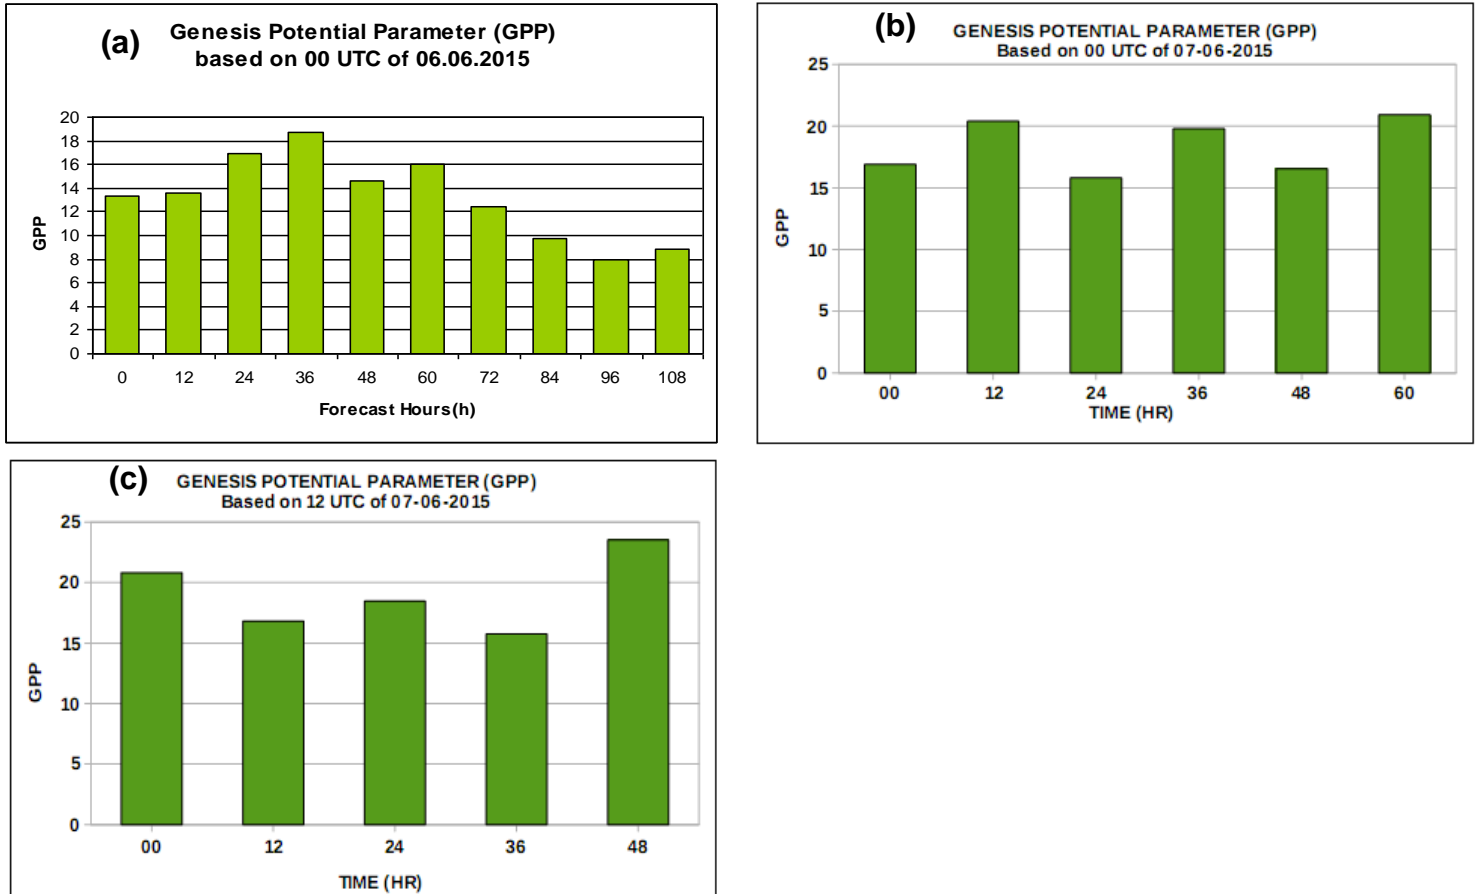 (a)
Genesis Potential Parameter (GPP)
based on 00 UTC of 06.06.2015
20
18
16
14
12
10
8
6
4
2
0
GPP
0 12 24 36 48 60 72 84 96 108
Forecast Hours(h)
(b)
GENESIS POTENTIAL PARAMETER (GPP)
Based on 00 UTC of 07-06-2015
25
20
15
10
5
0
GPP
00 12 24 36 48 60
TIME (HR)
(c)
GENESIS POTENTIAL PARAMETER (GPP)
Based on 12 UTC of 07-06-2015
25
20
15
10
5
0
GPP
00 12 24 36 48
TIME (HR)